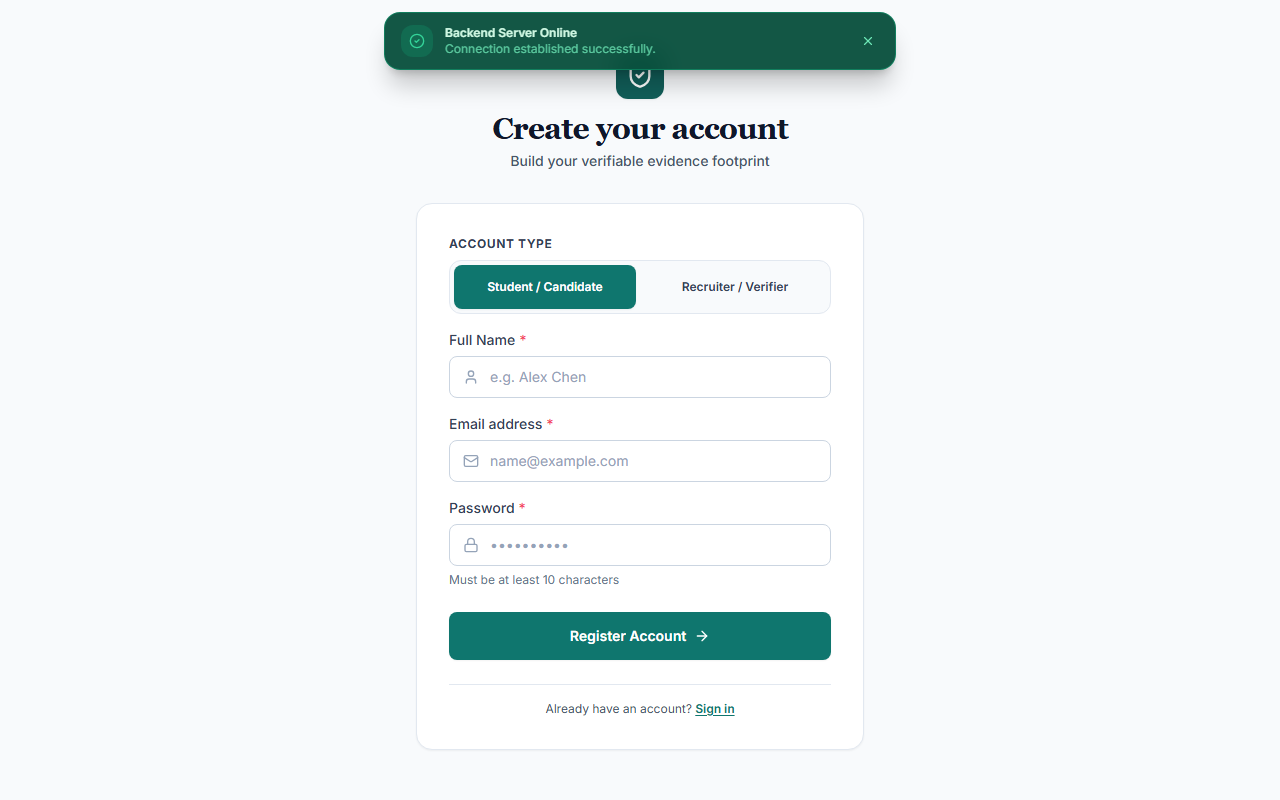 Backend Server Online
Connection established successfully.
Create your account
Build your verifiable evidence footprint
ACCOUNT TYPE
Student / Candidate
Recruiter / Verifier
Full Name *
e.g. Alex Chen
Email address *
name@example.com
Password *
••••••••••
Must be at least 10 characters
Register Account →
Already have an account? Sign in